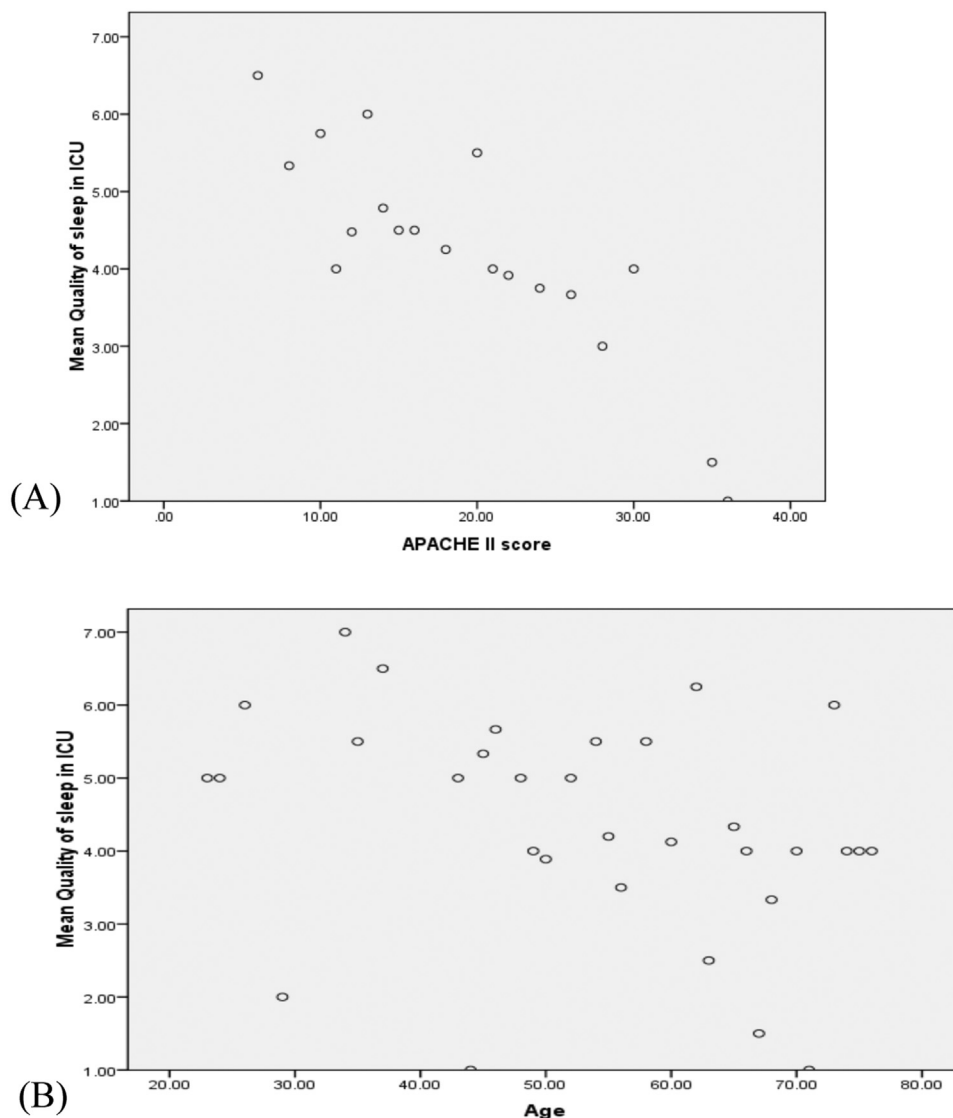 7.00
6.00
5.00
4.00
3.00
2.00
1.00
Mean Quality of sleep in ICU
.00 10.00 20.00 30.00 40.00
APACHE II score
(A)
7.00
6.00
5.00
4.00
3.00
2.00
1.00
Mean Quality of sleep in ICU
20.00 30.00 40.00 50.00 60.00 70.00 80.00
Age
(B)